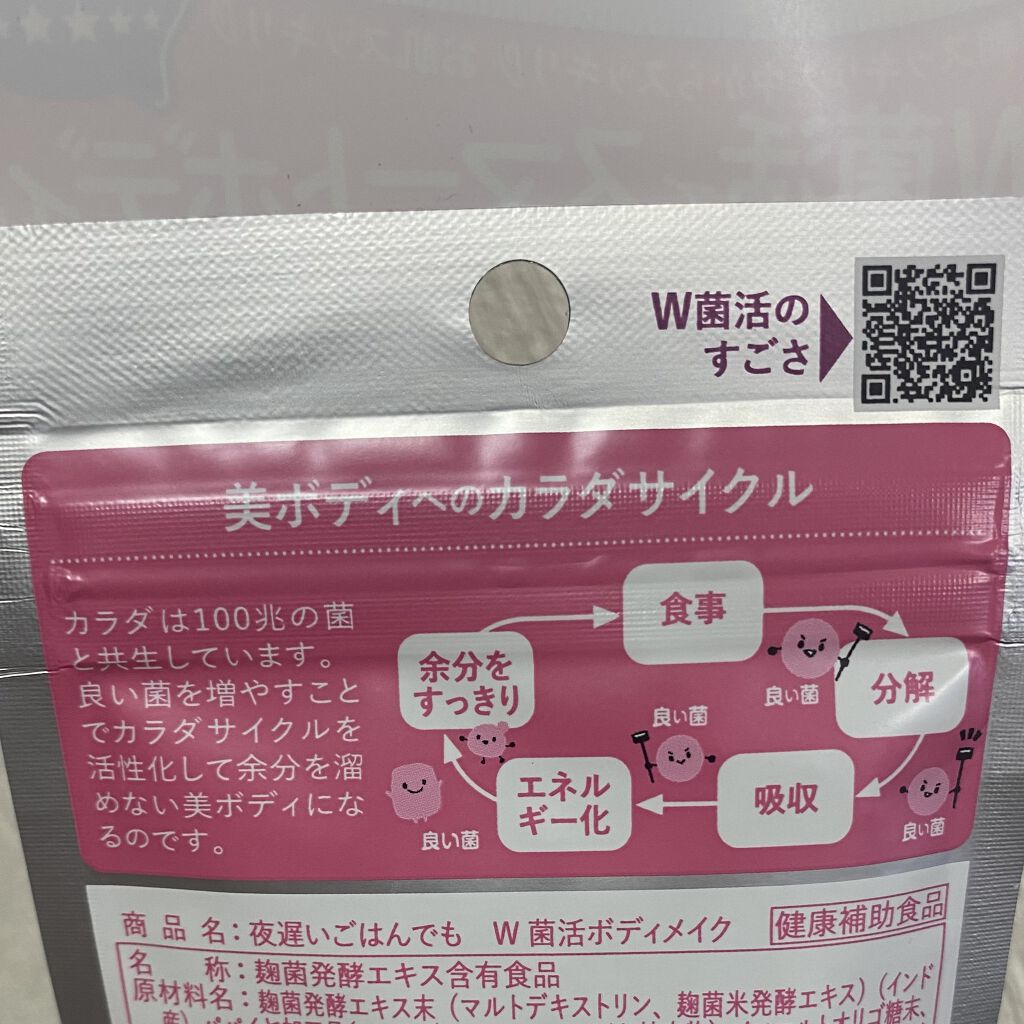 W菌活の
すごさ
美ボディへのカラダサイクル
カラダは100兆の菌
と共生しています。
良い菌を増やすこと
でカラダサイクルを
活性化して余分を溜
めない美ボディにな
るのです。
食事
分解
良い菌
良い菌
吸収
良い菌
エネル
ギー化
良い菌
余分を
すっきり
商品名:夜遅いごはんでも W菌活ボディメイク
健康補助食品
名称:麹菌発酵エキス含有食品
原材料名:麹菌発酵エキス末(マルトデキストリン、麹菌米発酵エキス)(インド